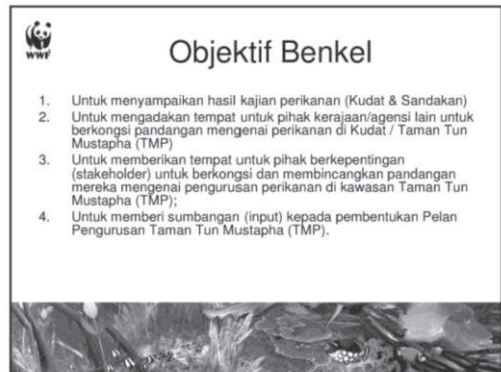 WWF
Objektif Benkel
1. Untuk menyampaikan hasil kajian perikanan (Kudat & Sandakan)
2. Untuk mengadakan tempat untuk pihak kerajaan/agensi lain untuk
berkongsi pandangan mengenai perikanan di Kudat / Taman Tun
Mustapha (TMP)
3. Untuk memberikan tempat untuk pihak berkepentingan
(stakeholder) untuk berkongsi dan membincangkan pandangan
mereka mengenai pengurusan perikanan di kawasan Taman Tun
Mustapha (TMP);
4. Untuk memberi sumbangan (input) kepada pembentukan Pelan
Pengurusan Taman Tun Mustapha (TMP).